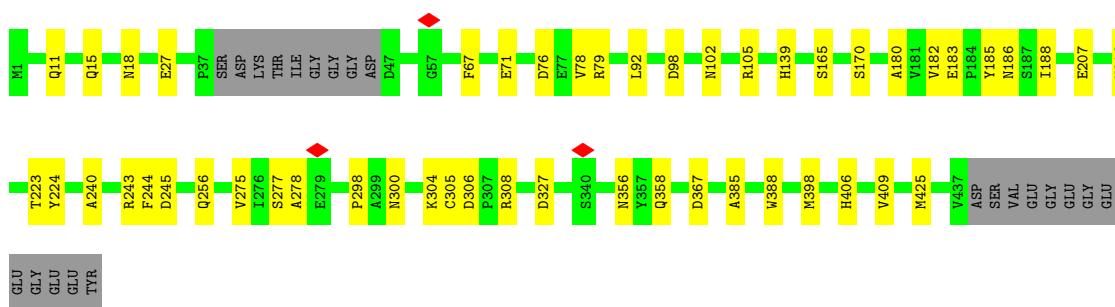 M1 Q11 Q15 N18 E27 P37 SER ASP LYS THR ILE GLY GLY GLY ASP D47 G57 F67 E71 D76 E77 V78 R79 L92 D98 N102 R105 H139 S165 S170 A180 V181 V182 E183 P184 Y185 N186 S187 I188 E207
T223 Y224 A240 R243 F244 D245 Q256 V275 I276 S277 A278 E279 P298 A299 N300 K304 C305 D306 P307 R308 D327 S340 N356 Y357 Q358 D367 A385 W388 M398 H406 V409 M425 V437 ASP SER VAL GLU GLY GLU GLU GLY GLU
GLU GLY GLU GLU TYR